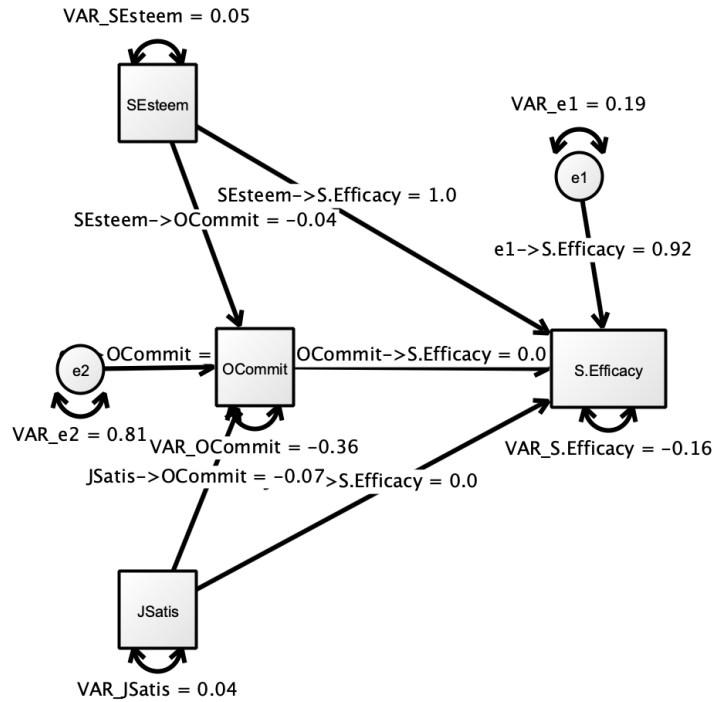 VAR_SEsteem = 0.05
SEsteem
VAR_e1 = 0.19
e1
SEsteem->S.Efficacy = 1.0
SEsteem->OCommit = -0.04
e1->S.Efficacy = 0.92
>OCommit =
OCommit->S.Efficacy = 0.0
e2
OCommit
S.Efficacy
VAR_e2 = 0.81
VAR_OCommit = -0.36
VAR_S.Efficacy = -0.16
JSatis->OCommit = -0.07
>S.Efficacy = 0.0
JSatis
VAR_JSatis = 0.04